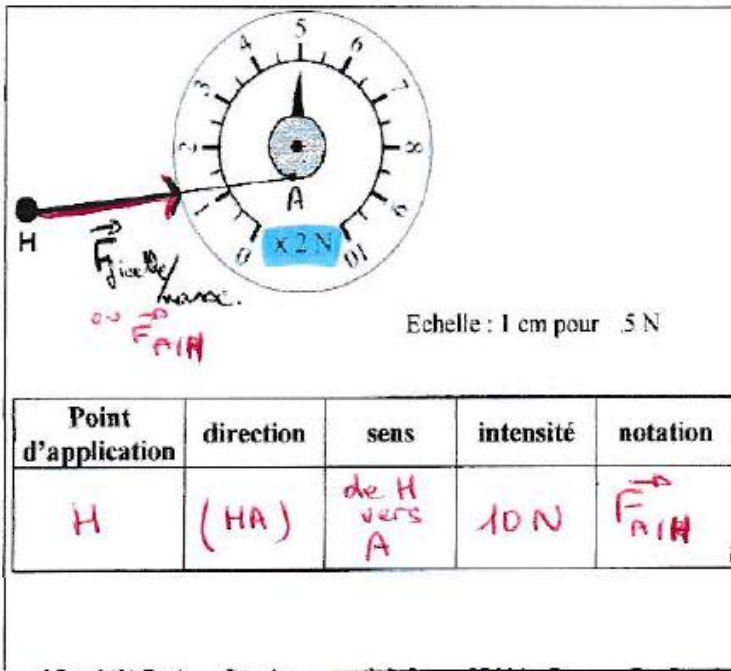 0 1 2 3 4 5 6 7 8 9 10
x 2 N
A
H
F ficelle/masse.
ou F A/H
Echelle : 1 cm pour 5 N
Point d'application direction sens intensité notation
H (HA) de H vers A 10 N F A/H